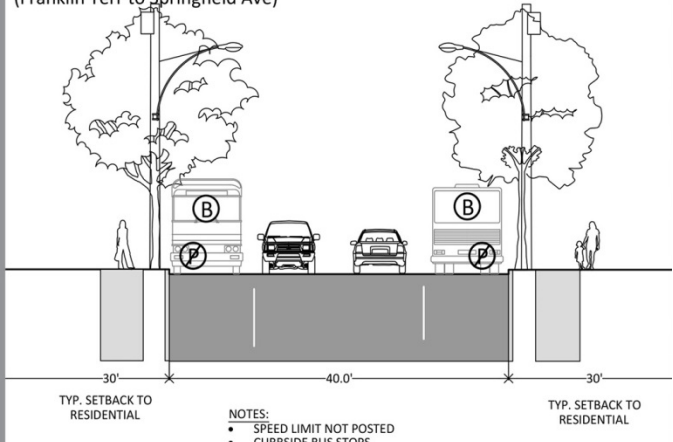 (Franklin Terr to Springfield Ave)
B
B
P
P
30'
40.0'
30'
TYP. SETBACK TO
RESIDENTIAL
TYP. SETBACK TO
RESIDENTIAL
NOTES:
• SPEED LIMIT NOT POSTED
• CURBSIDE BUS STOPS